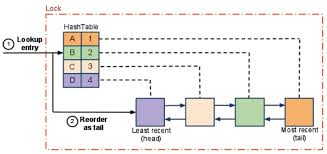 Lock
HashTable
1 Lookup
entry
A 1
B 2
C 3
D 4
2 Reorder
as tail
Least recent
(head)
Most recent
(tail)